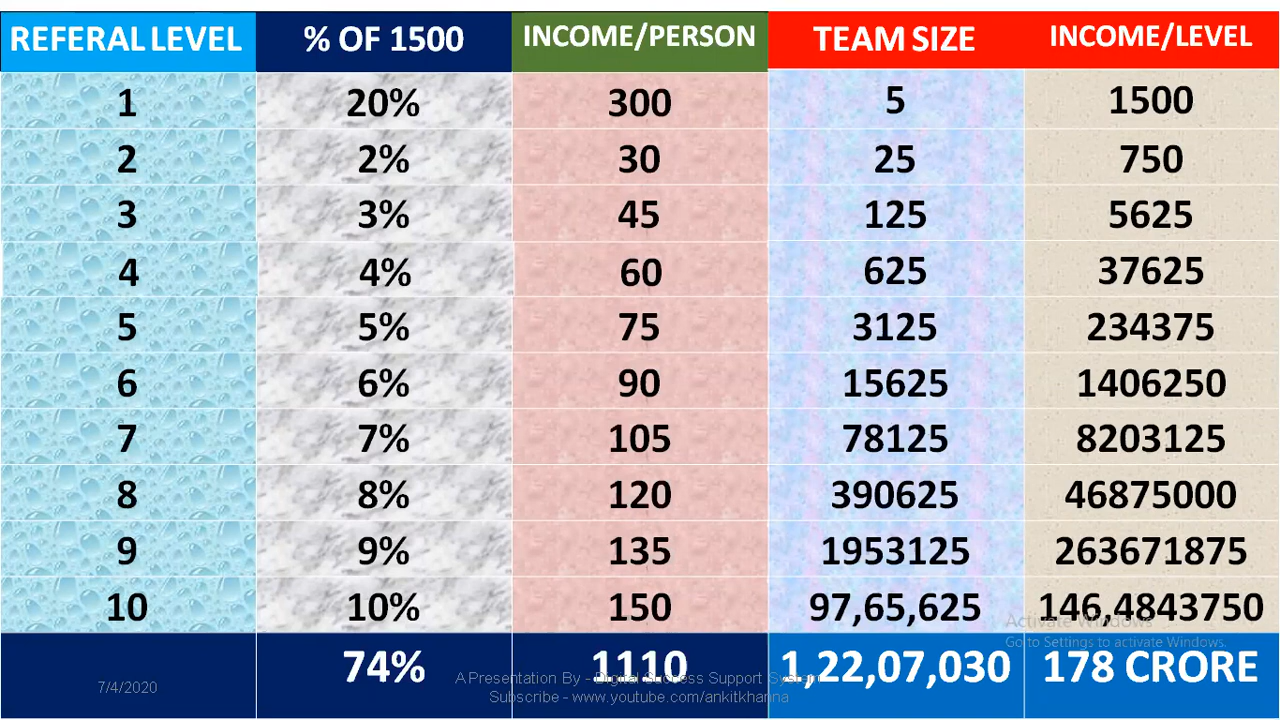 REFERAL LEVEL % OF 1500 INCOME/PERSON TEAM SIZE INCOME/LEVEL
1 20% 300 5 1500
2 2% 30 25 750
3 3% 45 125 5625
4 4% 60 625 37625
5 5% 75 3125 234375
6 6% 90 15625 1406250
7 7% 105 78125 8203125
8 8% 120 390625 46875000
9 9% 135 1953125 263671875
10 10% 150 97,65,625 146,4843750
Activate Windows
Go to Settings to activate Windows.
74% 1110 1,22,07,030 178 CRORE
7/4/2020 A Presentation By - Digital Success Support System
Subscribe - www.youtube.com/ankitkhanna